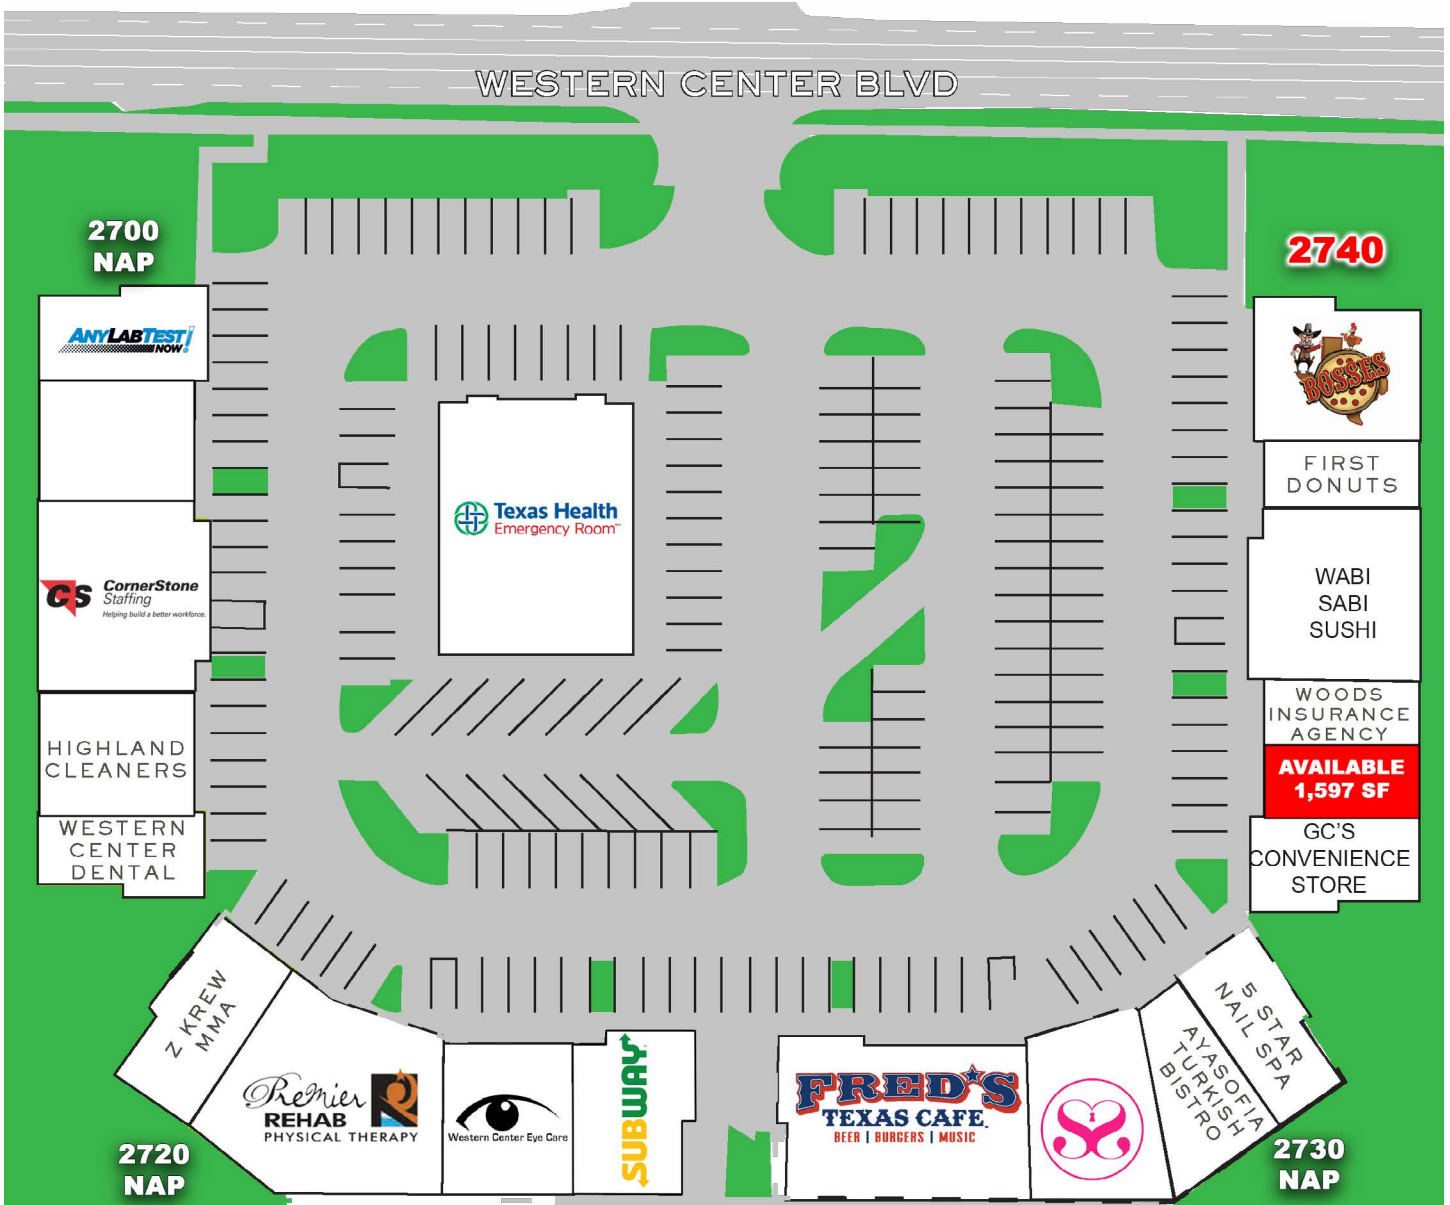 WESTERN CENTER BLVD
2700
NAP
2740
ANYLABTEST!
NOW
BOSSES
FIRST
DONUTS
Texas Health
Emergency Room
CS
CornerStone
Staffing
Helping build a better workforce.
WABI
SABI
SUSHI
WOODS
INSURANCE
AGENCY
AVAILABLE
1,597 SF
HIGHLAND
CLEANERS
WESTERN
CENTER
DENTAL
GC'S
CONVENIENCE
STORE
Z KREW
MMA
Premier
REHAB
PHYSICAL THERAPY
Western Center Eye Care
SUBWAY
FRED'S
TEXAS CAFE
BEER | BURGERS | MUSIC
AYASOFIA
TURKISH
BISTRO
5 STAR
NAIL SPA
2720
NAP
2730
NAP